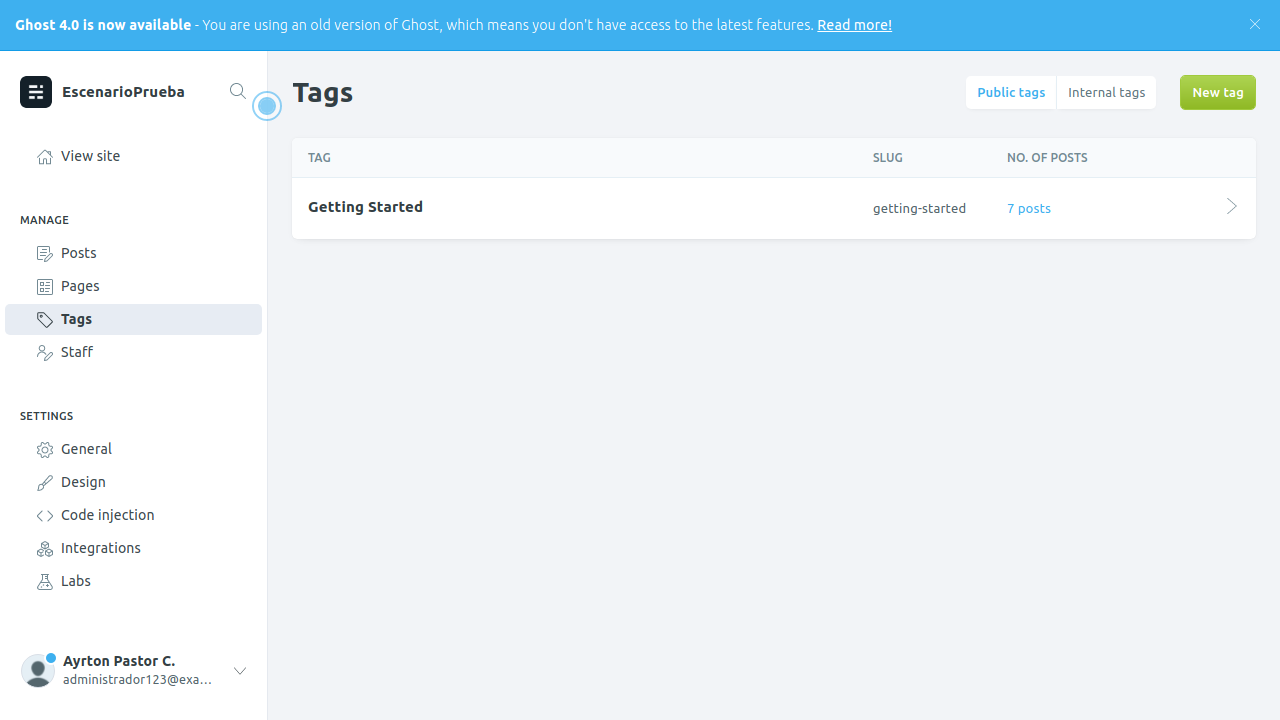 Ghost 4.0 is now available - You are using an old version of Ghost, which means you don't have access to the latest features. Read more!
EscenarioPrueba
View site
MANAGE
Posts
Pages
Tags
Staff
SETTINGS
General
Design
Code injection
Integrations
Labs
Ayrton Pastor C.
administrador123@exa...
Tags
Public tags Internal tags New tag
TAG SLUG NO. OF POSTS
Getting Started getting-started 7 posts